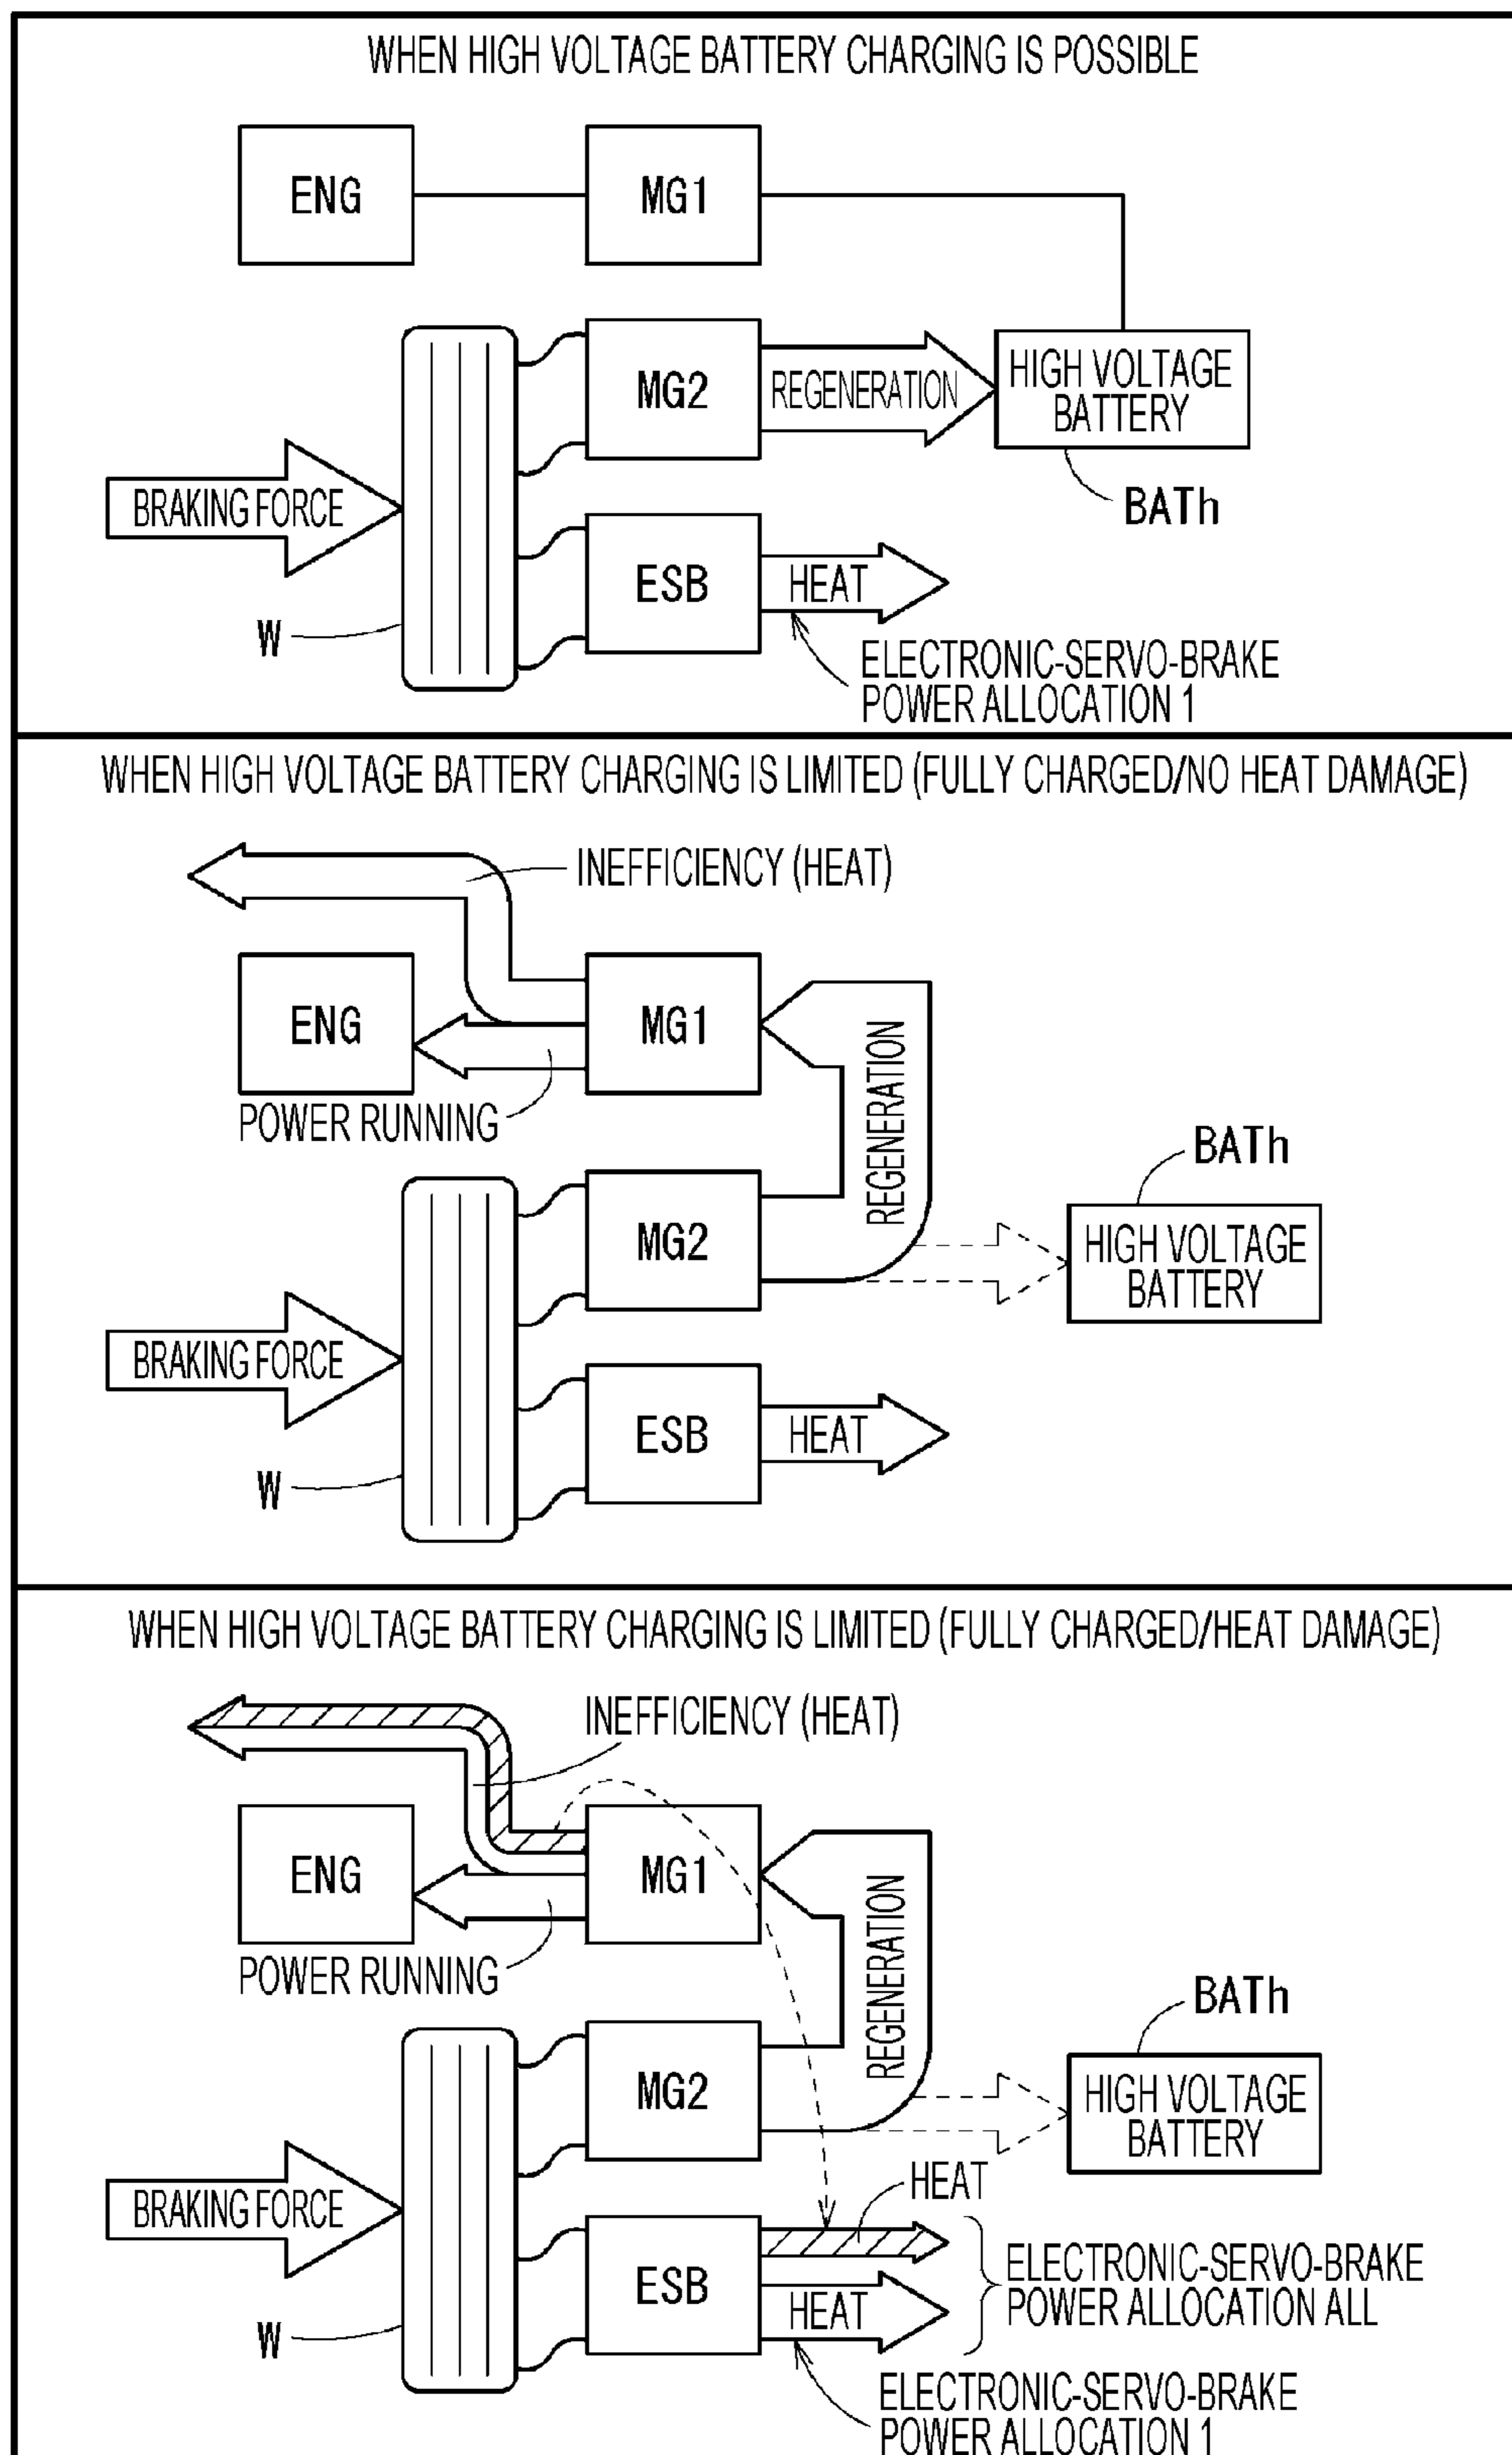 WHEN HIGH VOLTAGE BATTERY CHARGING IS POSSIBLE
ENG
MG1
MG2
REGENERATION
HIGH VOLTAGE
BATTERY
BATh
BRAKING FORCE
W
ESB
HEAT
ELECTRONIC-SERVO-BRAKE
POWER ALLOCATION 1
WHEN HIGH VOLTAGE BATTERY CHARGING IS LIMITED (FULLY CHARGED/NO HEAT DAMAGE)
INEFFICIENCY (HEAT)
ENG
MG1
POWER RUNNING
REGENERATION
BATh
MG2
HIGH VOLTAGE
BATTERY
BRAKING FORCE
W
ESB
HEAT
WHEN HIGH VOLTAGE BATTERY CHARGING IS LIMITED (FULLY CHARGED/HEAT DAMAGE)
INEFFICIENCY (HEAT)
ENG
MG1
POWER RUNNING
REGENERATION
BATh
MG2
HIGH VOLTAGE
BATTERY
BRAKING FORCE
W
ESB
HEAT
HEAT
ELECTRONIC-SERVO-BRAKE
POWER ALLOCATION ALL
ELECTRONIC-SERVO-BRAKE
POWER ALLOCATION 1